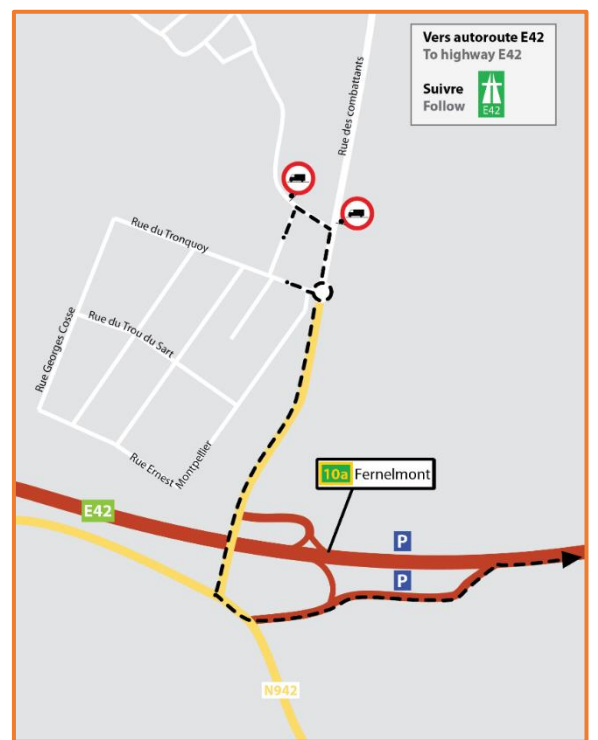 Vers autoroute E42
To highway E42
Suivre
Follow
E42
Rue des combattants
Rue du Tronquoy
Rue du Trou du Sart
Rue Georges Cosse
Rue Ernest
Montpellier
10a Fernelmont
E42
P
P
N942